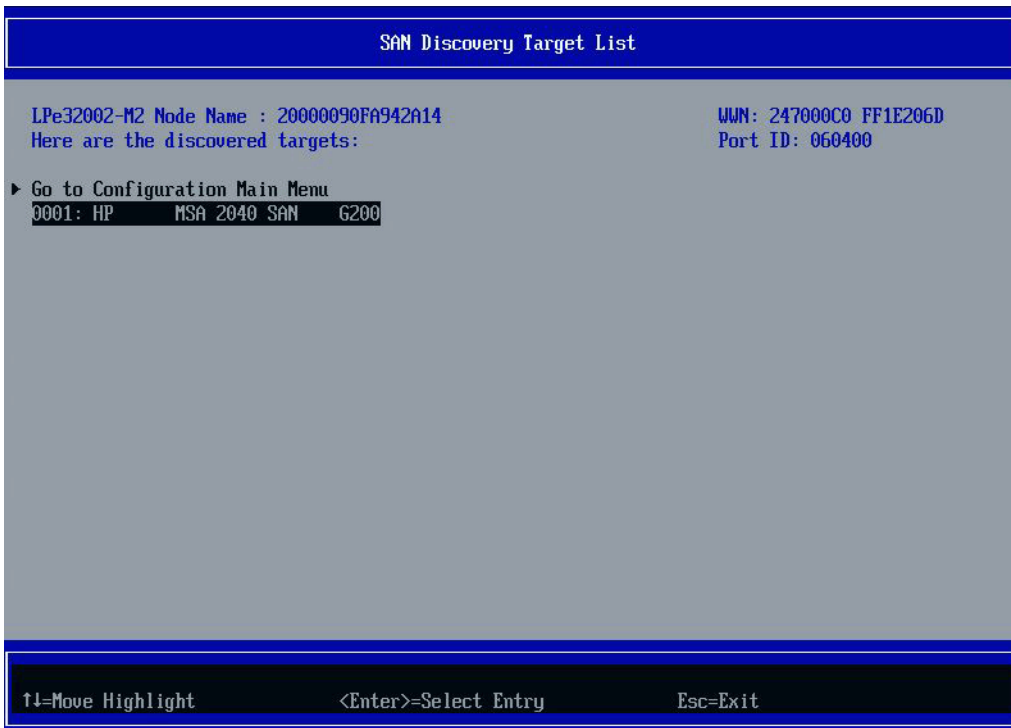 SAN Discovery Target List
LPe32002-M2 Node Name : 20000090FA942A14 WWN: 247000C0 FF1E206D
Here are the discovered targets: Port ID: 060400
Go to Configuration Main Menu
0001: HP MSA 2040 SAN G200
↑↓=Move Highlight <Enter>=Select Entry Esc=Exit